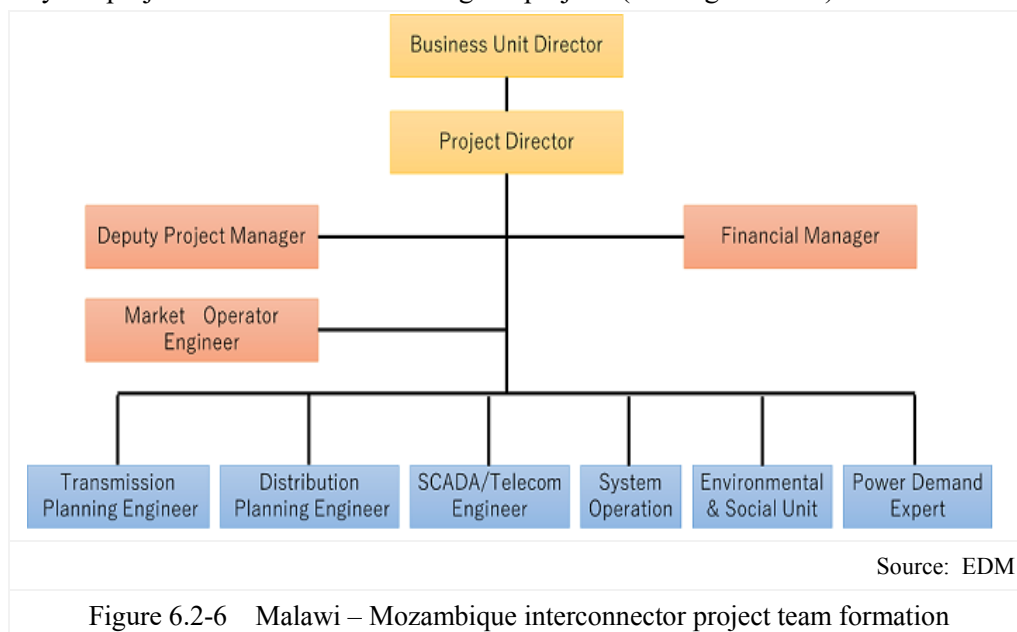 Business Unit Director
Project Director
Deputy Project Manager
Financial Manager
Market Operator
Engineer
Transmission
Planning Engineer
Distribution
Planning Engineer
SCADA/Telecom
Engineer
System
Operation
Environmental
& Social Unit
Power Demand
Expert
Source: EDM
Figure 6.2-6 Malawi – Mozambique interconnector project team formation